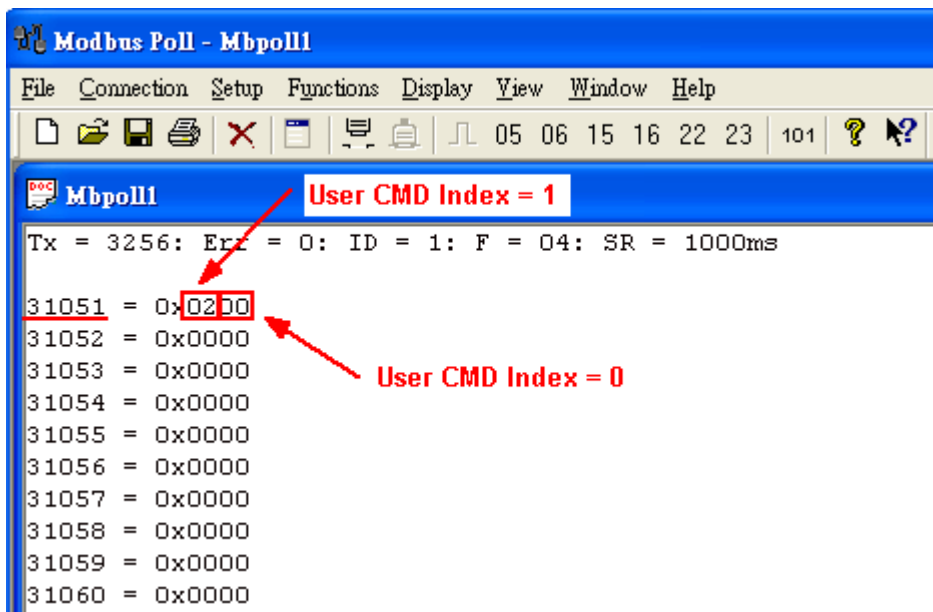 Modbus Poll - Mbpoll1
File Connection Setup Functions Display View Window Help
05 06 15 16 22 23 101
Mbpoll1
User CMD Index = 1
Tx = 3256: Err = 0: ID = 1: F = 04: SR = 1000ms
31051 = 0x0200
31052 = 0x0000
31053 = 0x0000
User CMD Index = 0
31054 = 0x0000
31055 = 0x0000
31056 = 0x0000
31057 = 0x0000
31058 = 0x0000
31059 = 0x0000
31060 = 0x0000